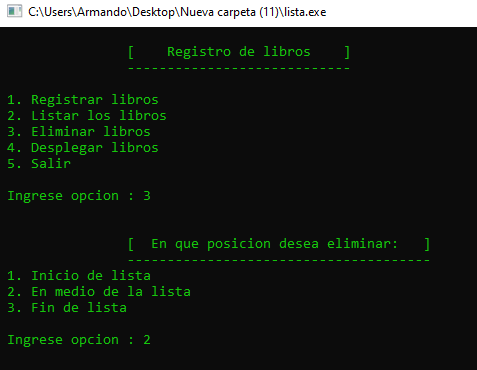 C:\Users\Armando\Desktop\Nueva carpeta (11)\lista.exe
[    Registro de libros    ]
----------------------------
1. Registrar libros
2. Listar los libros
3. Eliminar libros
4. Desplegar libros
5. Salir
Ingrese opcion : 3
[  En que posicion desea eliminar:   ]
--------------------------------------
1. Inicio de lista
2. En medio de la lista
3. Fin de lista
Ingrese opcion : 2